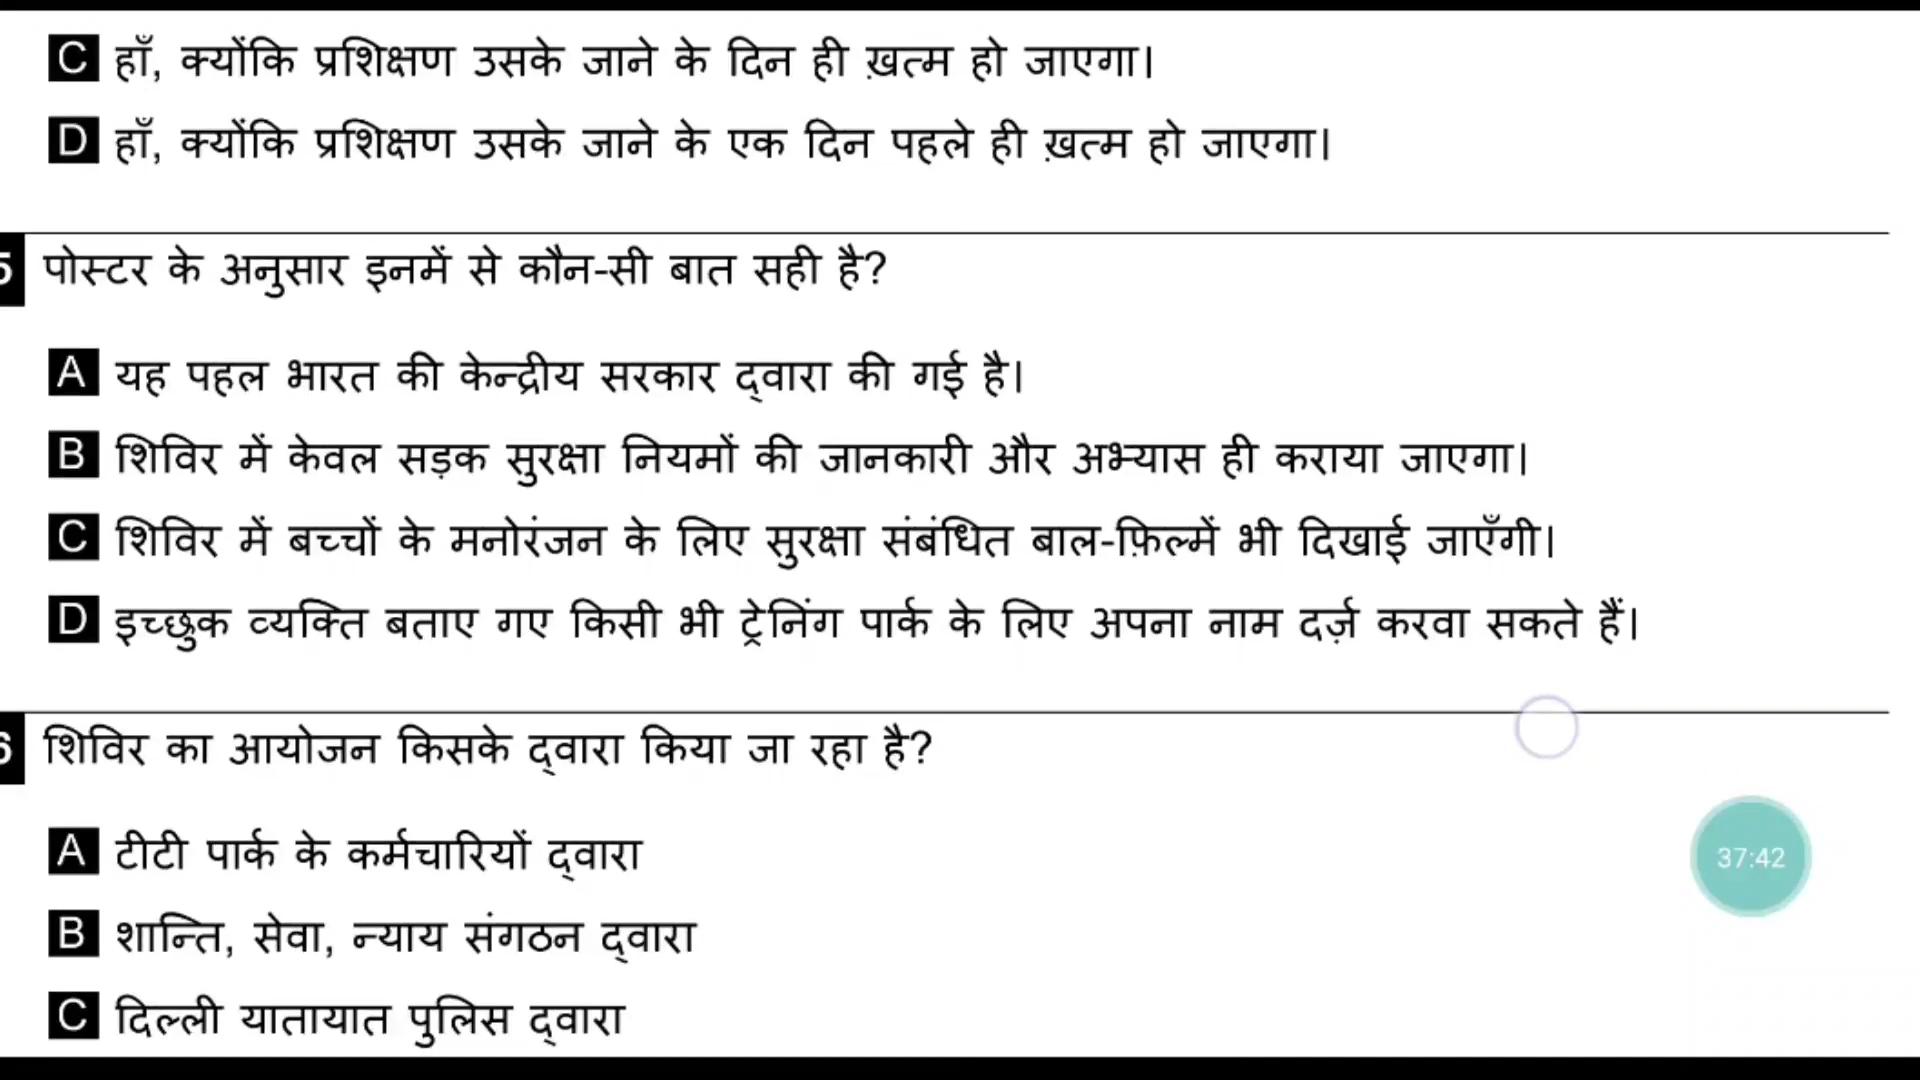 C हाँ, क्योंकि प्रशिक्षण उसके जाने के दिन ही ख़त्म हो जाएगा।
D हाँ, क्योंकि प्रशिक्षण उसके जाने के एक दिन पहले ही ख़त्म हो जाएगा।
5 पोस्टर के अनुसार इनमें से कौन-सी बात सही है?
A यह पहल भारत की केन्द्रीय सरकार द्वारा की गई है।
B शिविर में केवल सड़क सुरक्षा नियमों की जानकारी और अभ्यास ही कराया जाएगा।
C शिविर में बच्चों के मनोरंजन के लिए सुरक्षा संबंधित बाल-फ़िल्में भी दिखाई जाएँगी।
D इच्छुक व्यक्ति बताए गए किसी भी ट्रेनिंग पार्क के लिए अपना नाम दर्ज़ करवा सकते हैं।
6 शिविर का आयोजन किसके द्वारा किया जा रहा है?
A टीटी पार्क के कर्मचारियों द्वारा
37:42
B शान्ति, सेवा, न्याय संगठन द्वारा
C दिल्ली यातायात पुलिस द्वारा